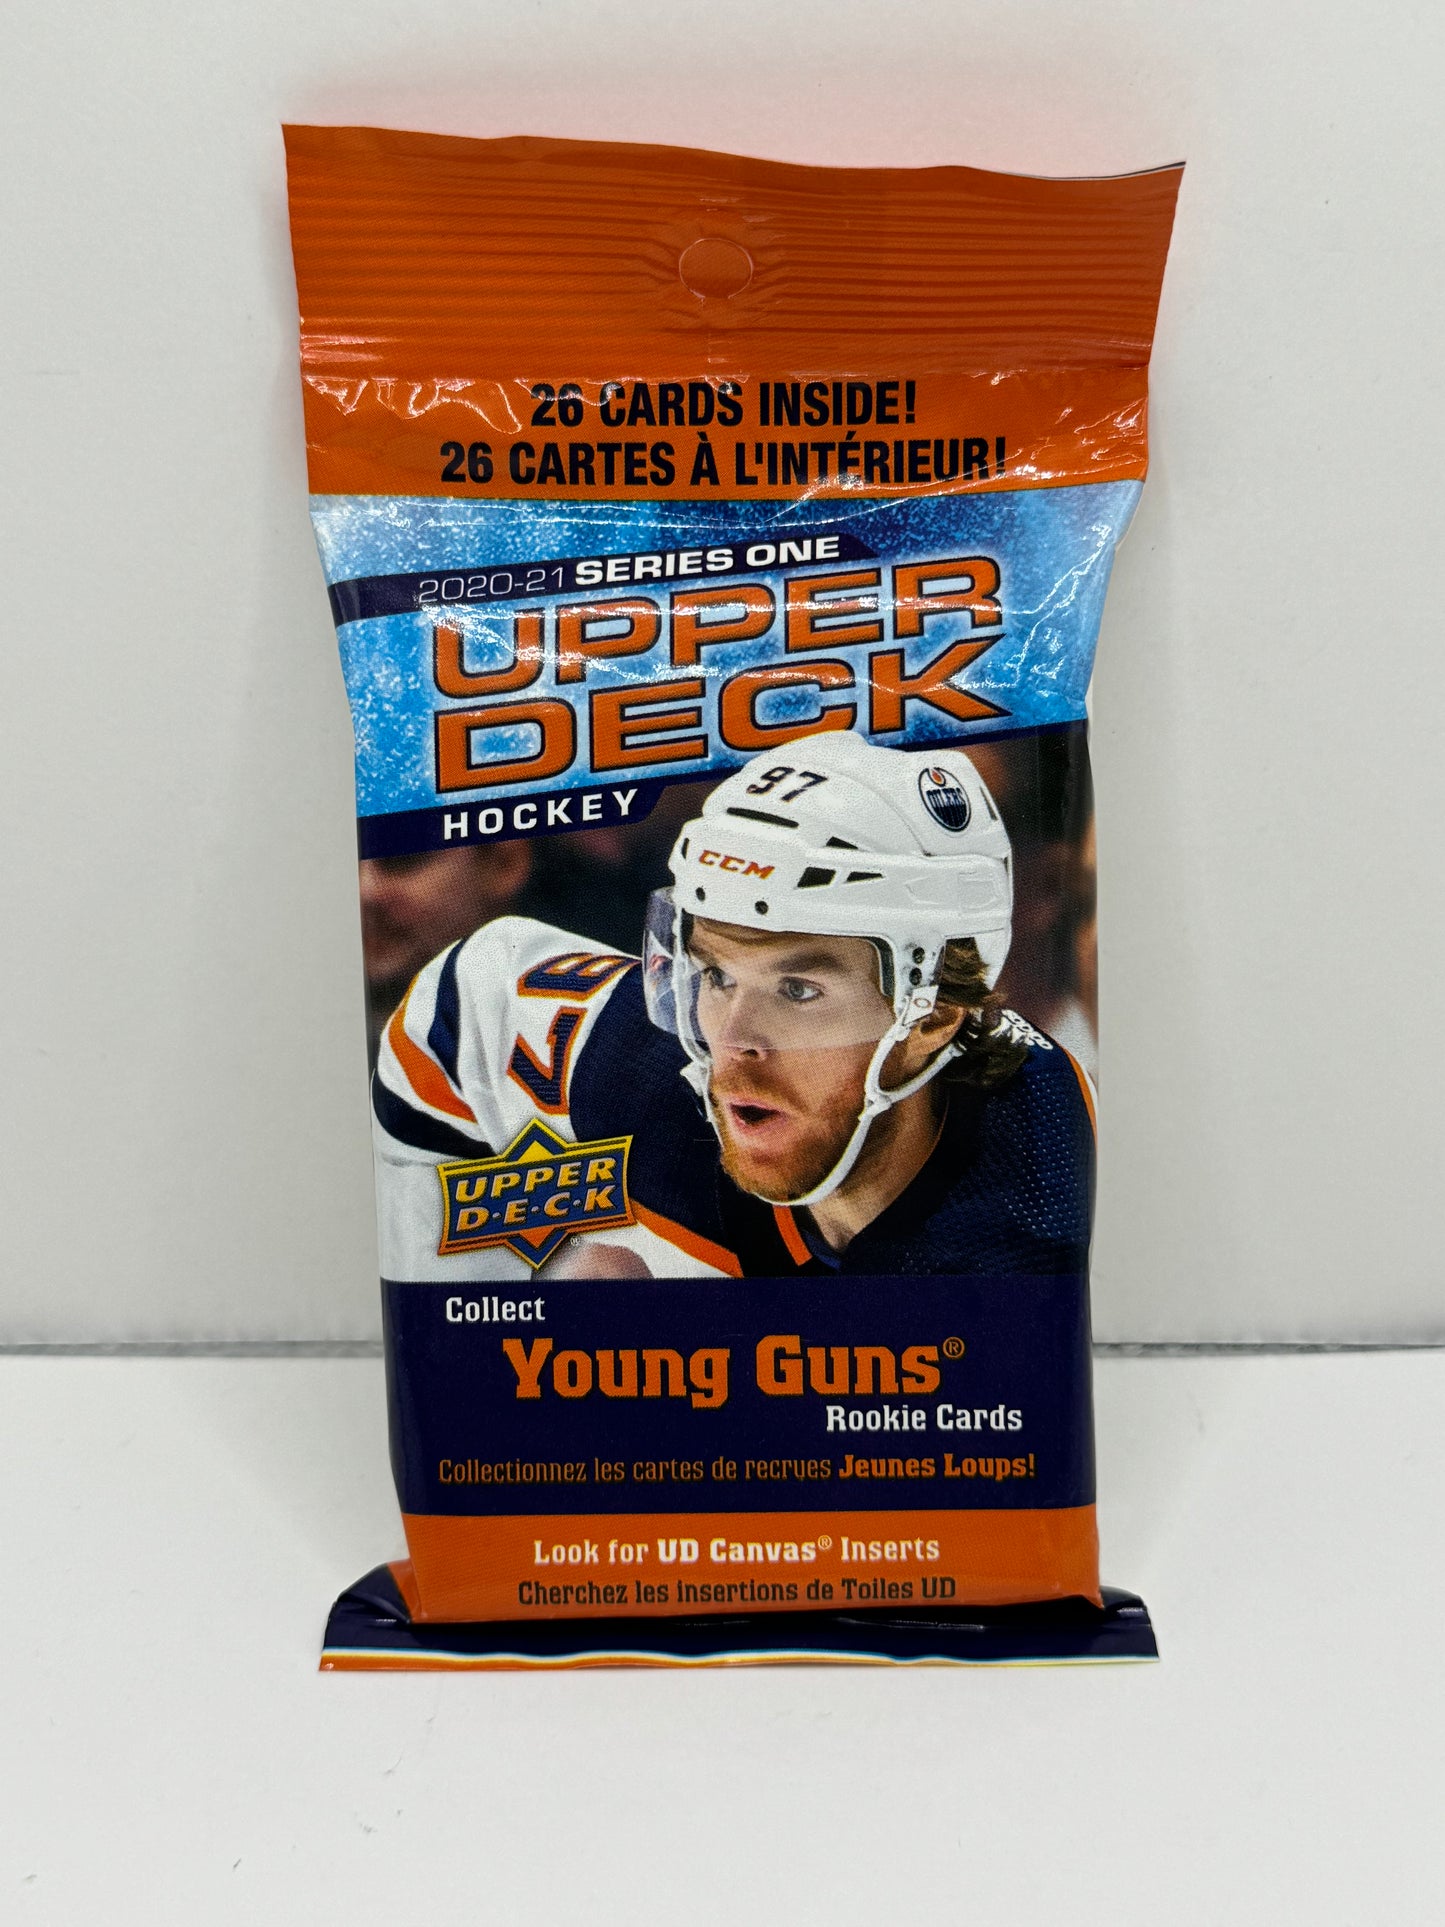 26 CARDS INSIDE!
26 CARTES À L'INTÉRIEUR!
2020-21 SERIES ONE
UPPER
DECK
HOCKEY
97
OILERS
CCM
97
UPPER
D·E·C·K
Collect
Young Guns®
Rookie Cards
Collectionnez les cartes de recrues Jeunes Loups!
Look for UD Canvas® Inserts
Cherchez les insertions de Toiles UD